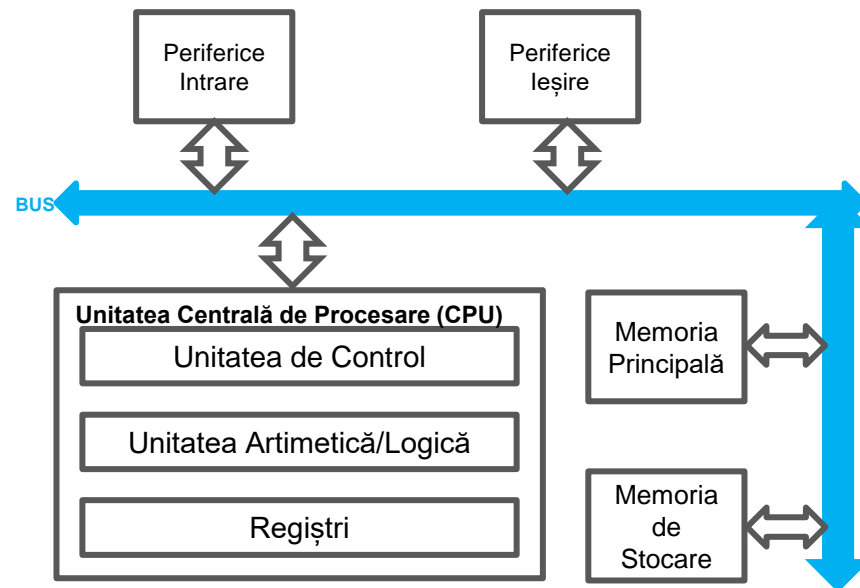 Periferice
Intrare
Periferice
Ieșire
BUS
Unitatea Centrală de Procesare (CPU)
Unitatea de Control
Unitatea Artimetică/Logică
Regiștri
Memoria
Principală
Memoria
de
Stocare